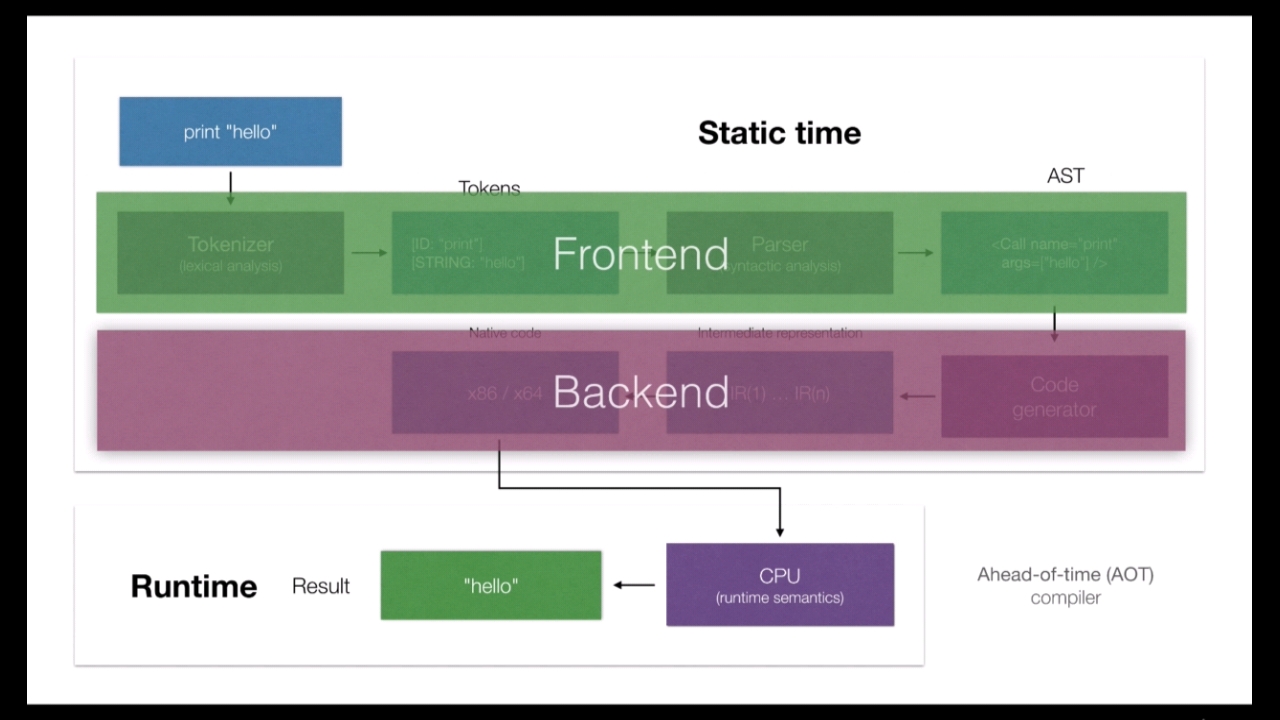 print "hello"
Static time
Tokens
AST
Tokenizer
(lexical analysis)
[ID: "print"]
[STRING: "hello"]
Frontend
Parser
(syntactic analysis)
<Call name="print"
args=["hello"] />
Native code
Intermediate representation
x86 / x64
Backend
IR(1) … IR(n)
Code
generator
Runtime
Result
"hello"
CPU
(runtime semantics)
Ahead-of-time (AOT)
compiler